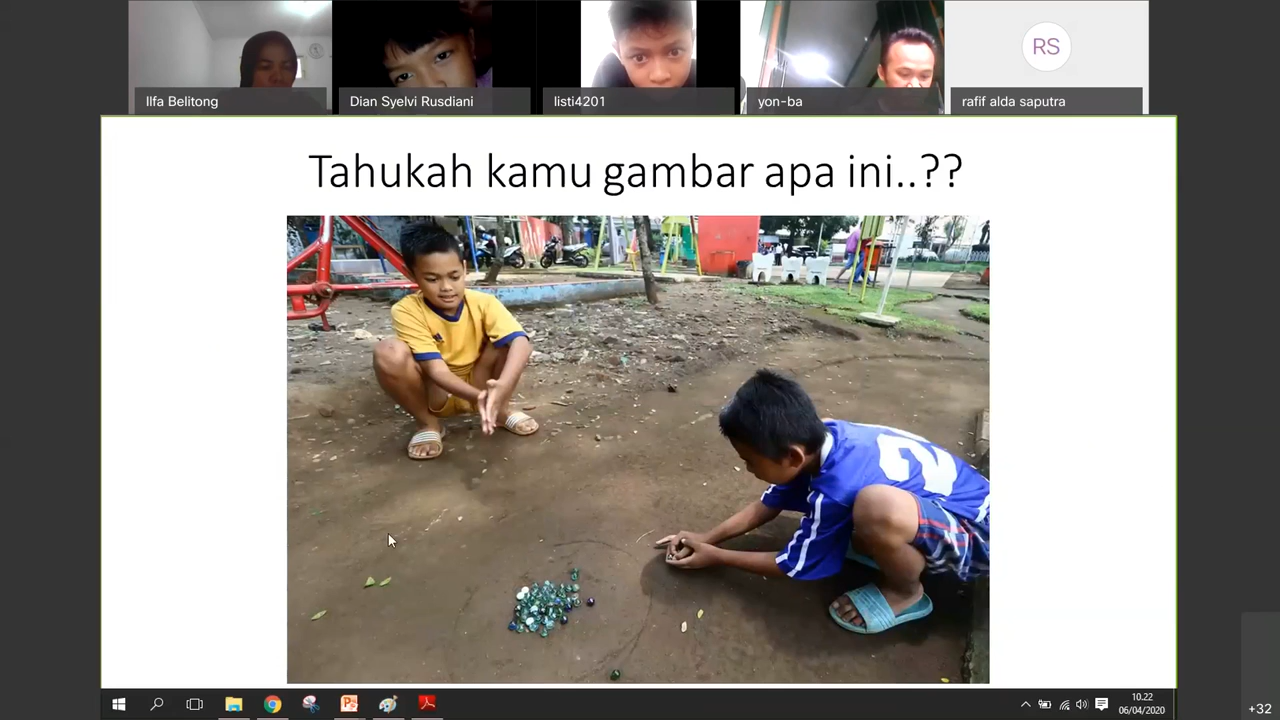 Ilfa Belitong
Dian Syelvi Rusdiani
listi4201
yon-ba
RS
rafif alda saputra
Tahukah kamu gambar apa ini..??
2
10.22
06/04/2020
+32